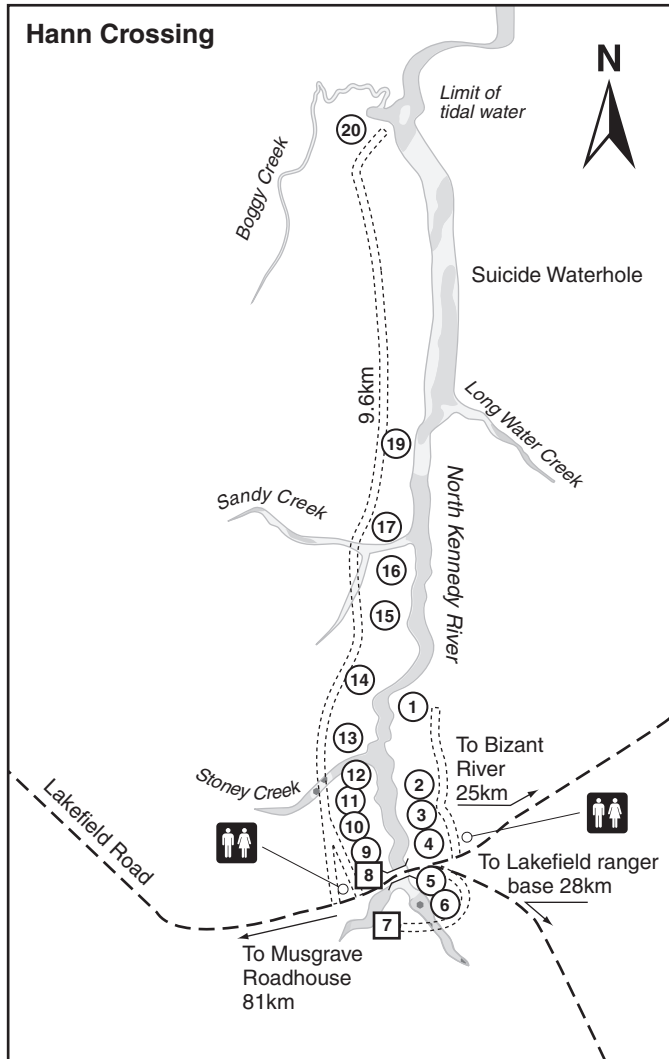 Hann Crossing
N
Limit of
tidal water
20
Boggy Creek
Suicide Waterhole
9.6km
Long Water Creek
19
Sandy Creek
17
North Kennedy River
16
15
14
1
13
To Bizant
River
25km
Stoney Creek
12
2
11
3
10
4
Lakefield Road
9
8
To Lakefield ranger
base 28km
5
6
7
To Musgrave
Roadhouse
81km